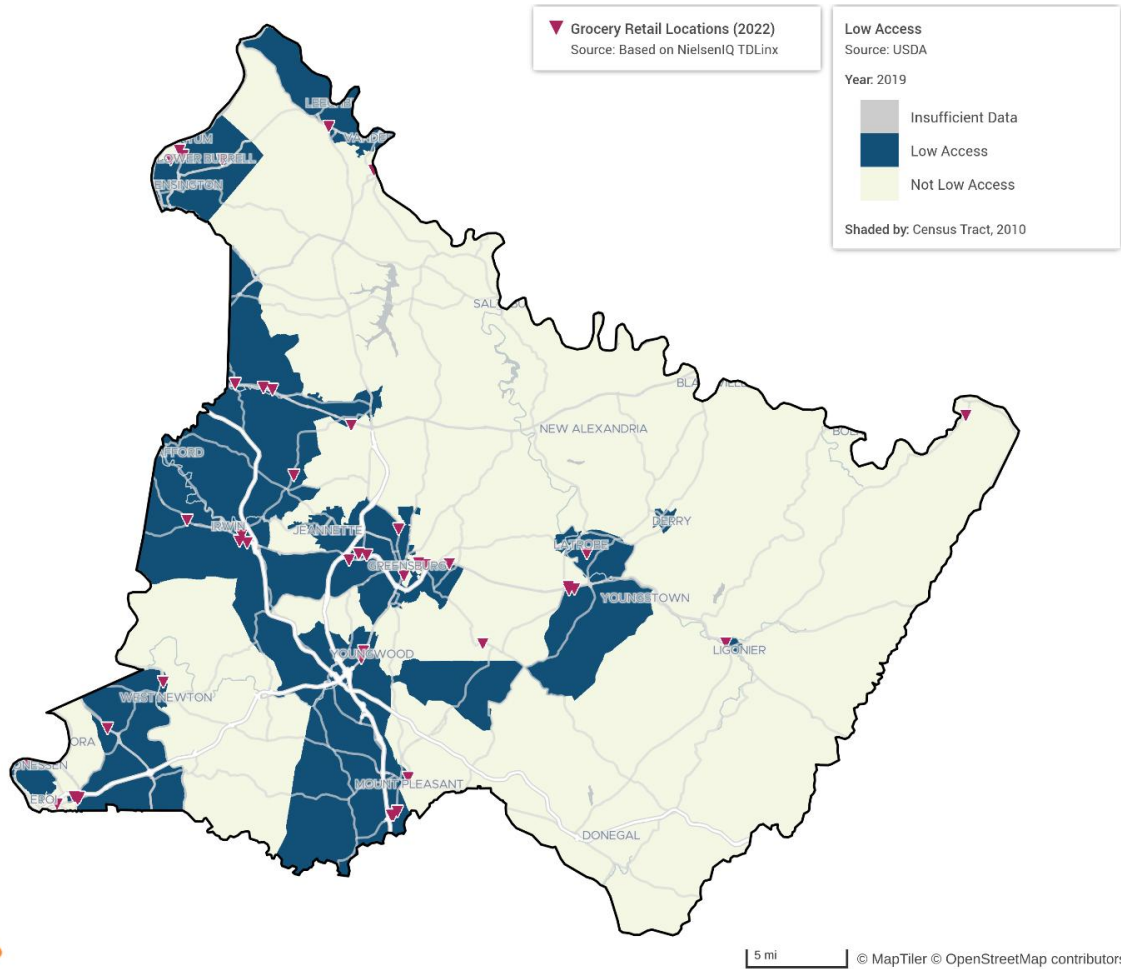 Grocery Retail Locations (2022)
Source: Based on NielsenIQ TDLinx
Low Access
Source: USDA
Year: 2019
Insufficient Data
Low Access
Not Low Access
Shaded by: Census Tract, 2010
LOWER BURRELL
NEW ALEXANDRIA
IRWIN
JEANNETTE
DERRY
LATROBE
GREENSBURG
YOUNGSTOWN
YOUNGWOOD
LIGONIER
WEST NEWTON
MOUNT PLEASANT
DONEGAL
5 mi
© MapTiler © OpenStreetMap contributors